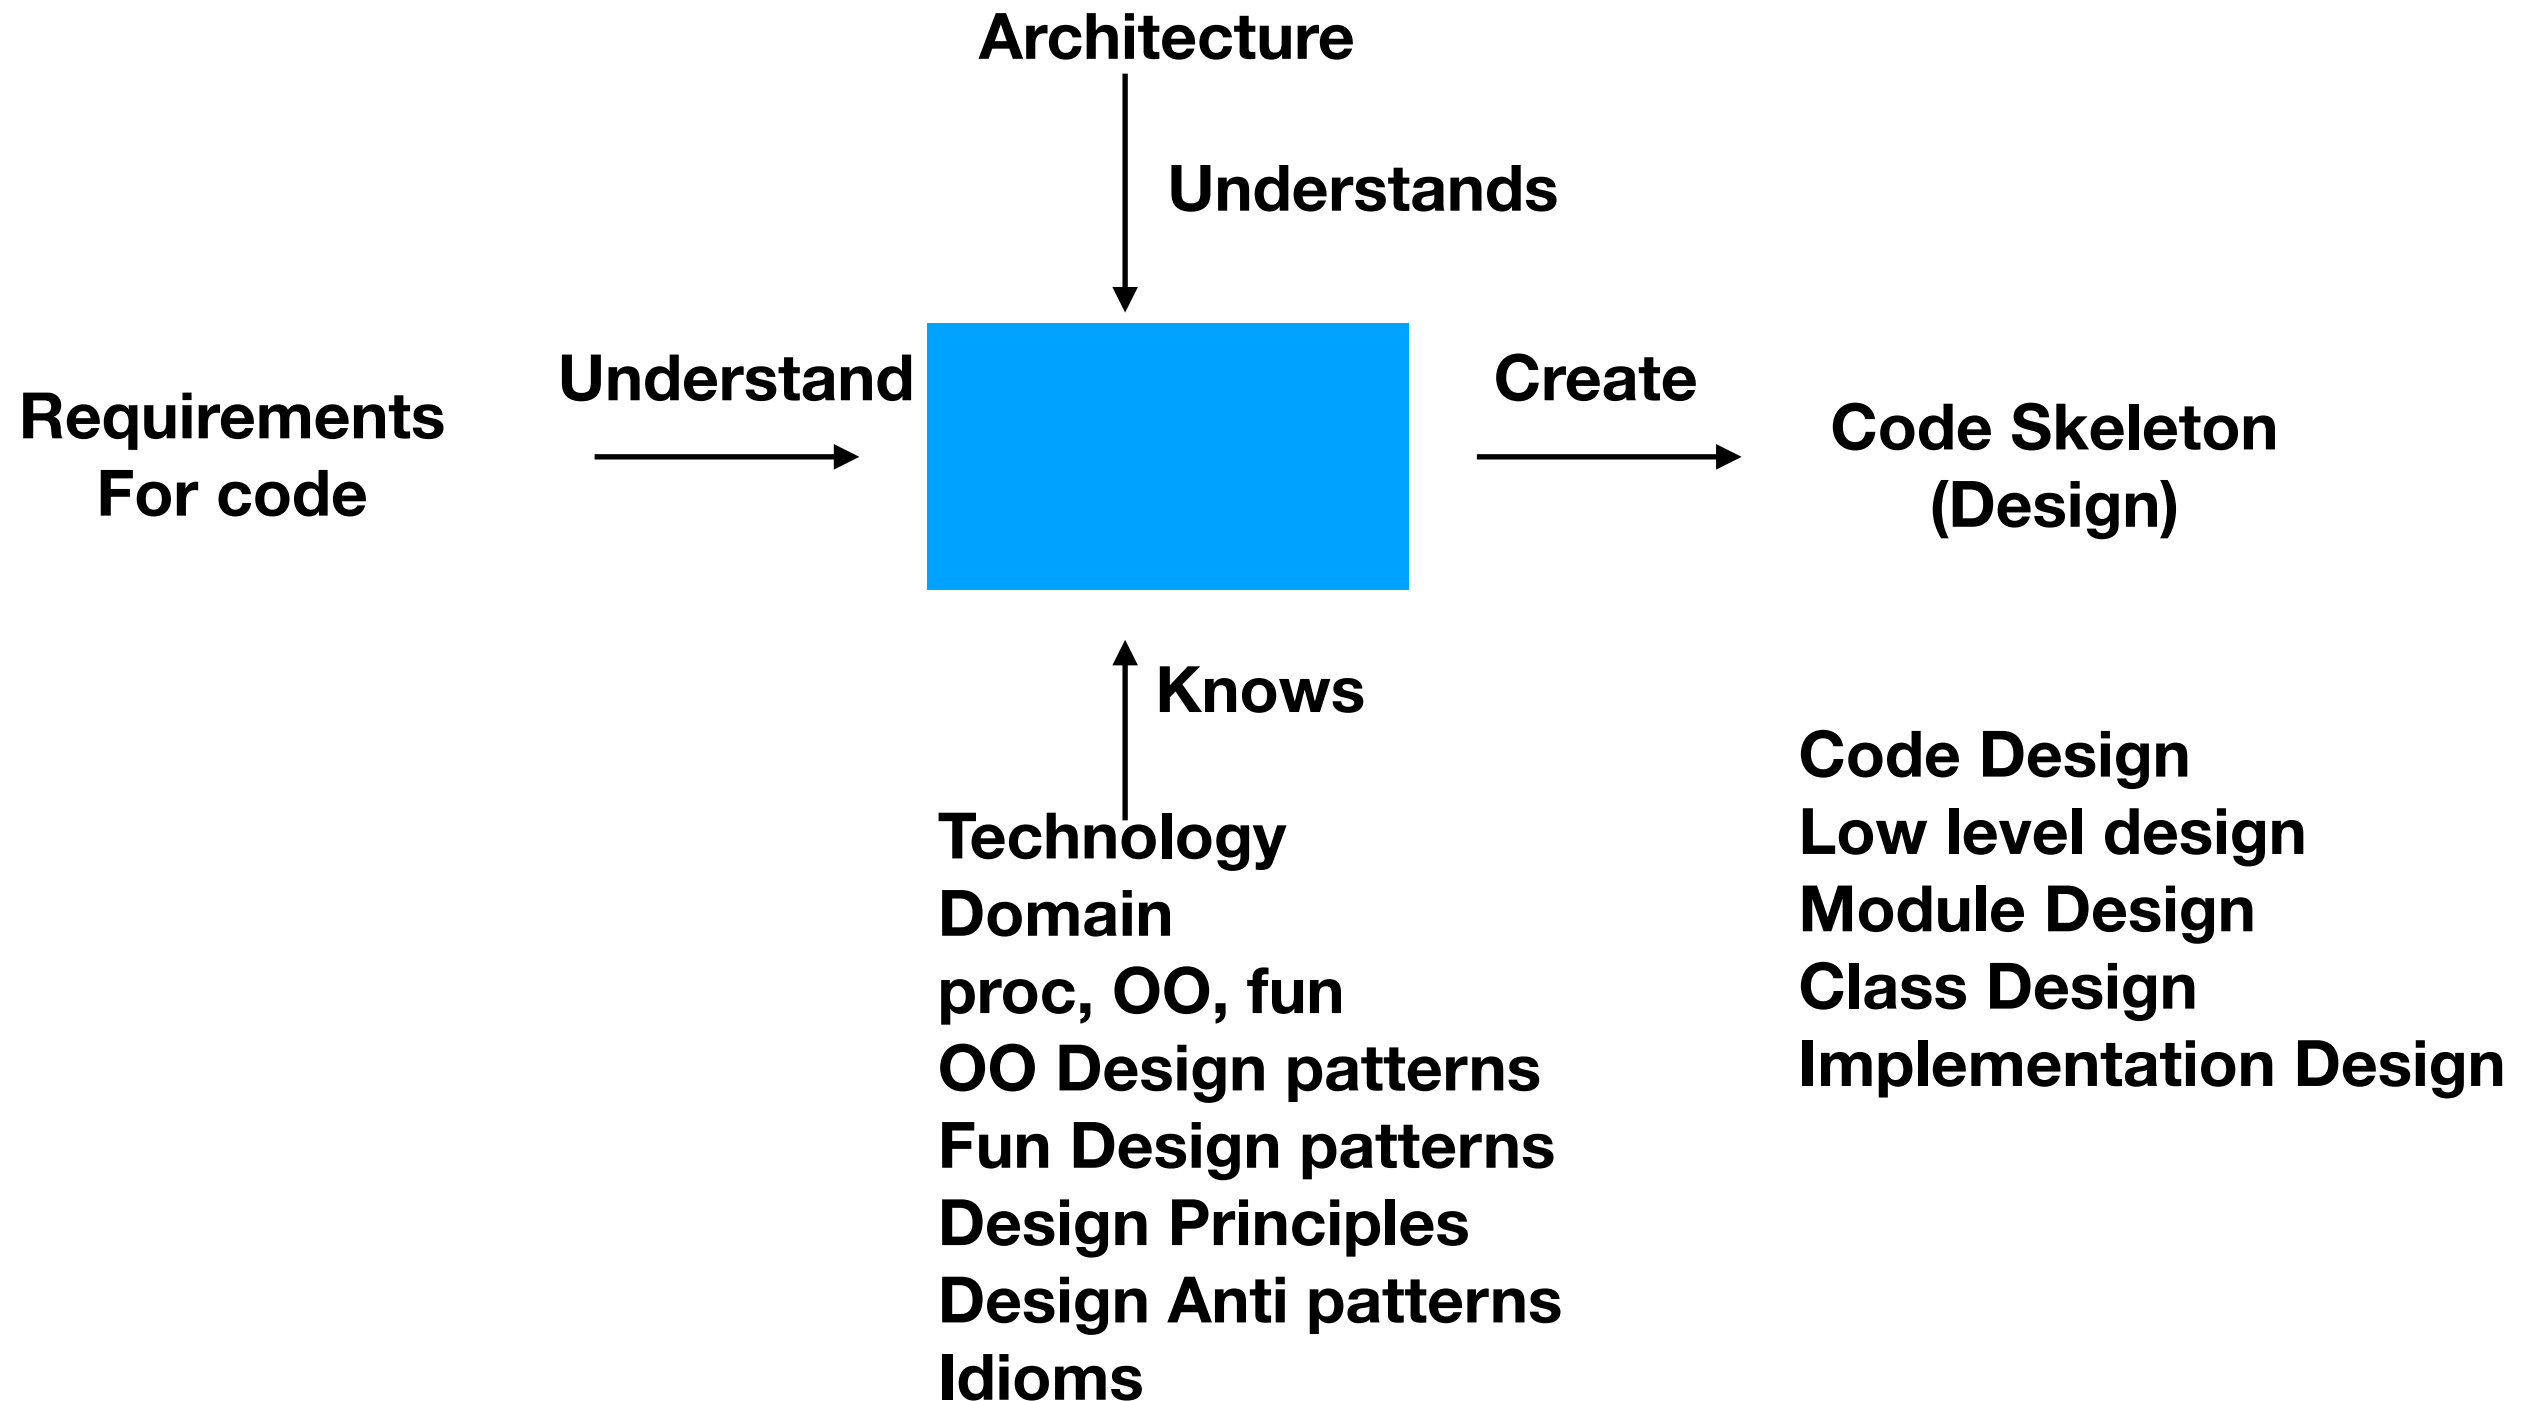 Architecture
Understands
Understand
Create
Requirements
For code
Code Skeleton
(Design)
Knows
Technology
Domain
proc, OO, fun
OO Design patterns
Fun Design patterns
Design Principles
Design Anti patterns
Idioms
Code Design
Low level design
Module Design
Class Design
Implementation Design